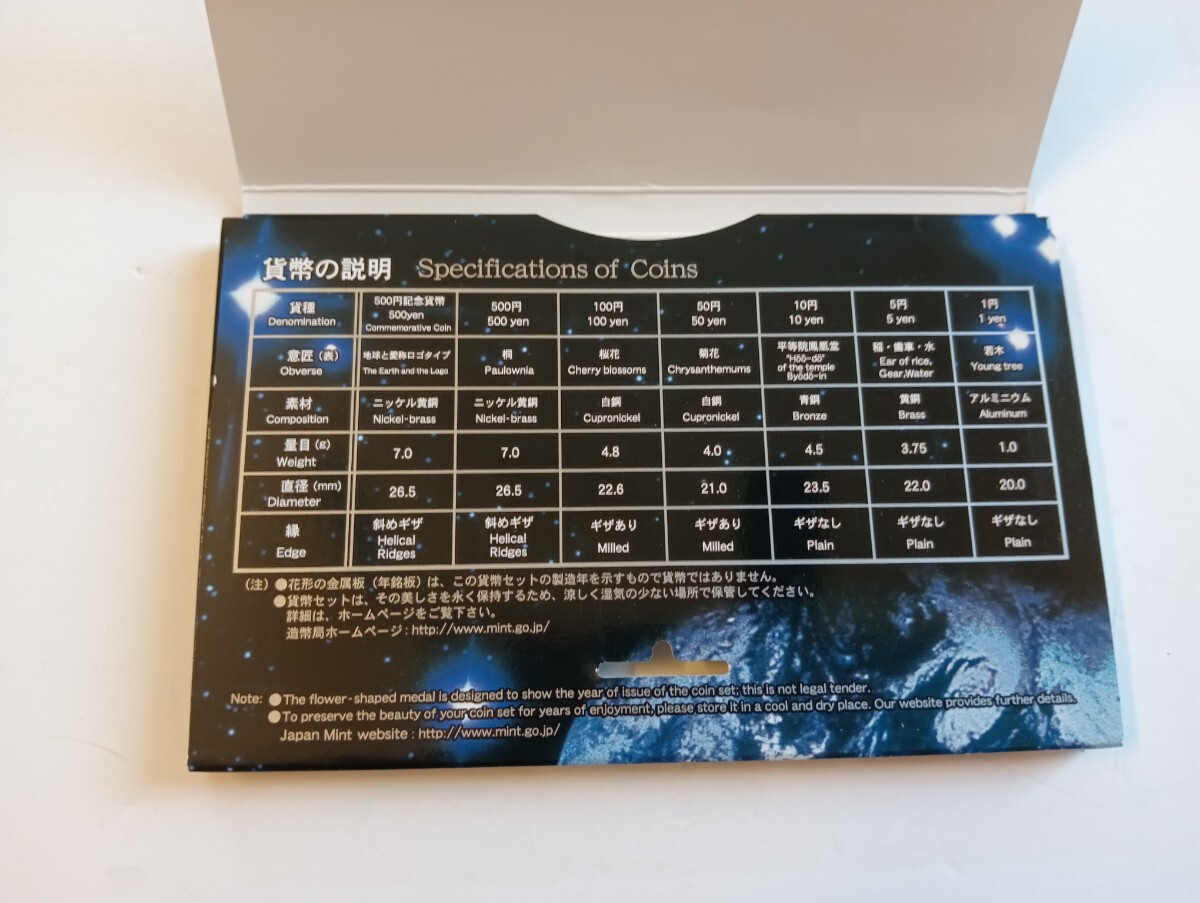 貨幣の説明 Specifications of Coins
貨種
Denomination
500円記念貨幣
500yen
Commemorative Coin
500円
500 yen
100円
100 yen
50円
50 yen
10円
10 yen
5円
5 yen
1円
1 yen
意匠(表)
Obverse
地球と愛称ロゴタイプ
The Earth and the Logo
桐
Paulownia
桜花
Cherry blossoms
菊花
Chrysanthemums
平等院鳳凰堂
"Hōō-dō"
of the temple
Byōdō-in
稲・歯車・水
Ear of rice,
Gear,Water
若木
Young tree
素材
Composition
ニッケル黄銅
Nickel-brass
ニッケル黄銅
Nickel-brass
白銅
Cupronickel
白銅
Cupronickel
青銅
Bronze
黄銅
Brass
アルミニウム
Aluminum
量目(g)
Weight
7.0
7.0
4.8
4.0
4.5
3.75
1.0
直径(mm)
Diameter
26.5
26.5
22.6
21.0
23.5
22.0
20.0
縁
Edge
斜めギザ
Helical
Ridges
斜めギザ
Helical
Ridges
ギザあり
Milled
ギザあり
Milled
ギザなし
Plain
ギザなし
Plain
ギザなし
Plain
(注)●花形の金属板(年銘板)は、この貨幣セットの製造年を示すもので貨幣ではありません。
●貨幣セットは、その美しさを永く保持するため、涼しく湿気の少ない場所で保管してください。
詳細は、ホームページをご覧下さい。
造幣局ホームページ:http://www.mint.go.jp/
Note: ●The flower-shaped medal is designed to show the year of issue of the coin set; this is not legal tender.
●To preserve the beauty of your coin set for years of enjoyment, please store it in a cool and dry place. Our website provides further details.
Japan Mint website : http://www.mint.go.jp/